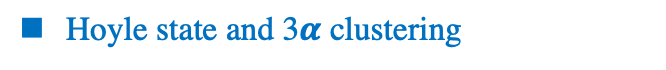 ■ Hoyle state and 3α clustering